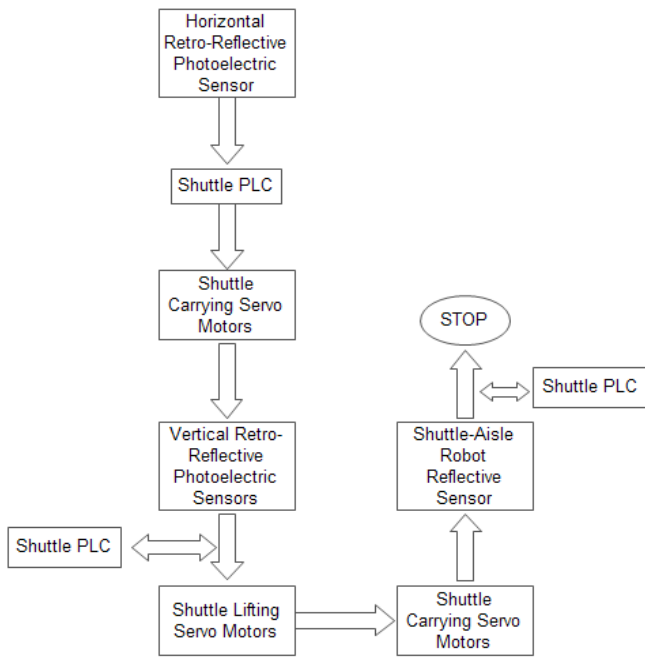 Horizontal
Retro-Reflective
Photoelectric
Sensor
Shuttle PLC
Shuttle
Carrying Servo
Motors
Vertical Retro-
Reflective
Photoelectric
Sensors
Shuttle PLC
Shuttle Lifting
Servo Motors
Shuttle
Carrying Servo
Motors
Shuttle-Aisle
Robot
Reflective
Sensor
Shuttle PLC
STOP